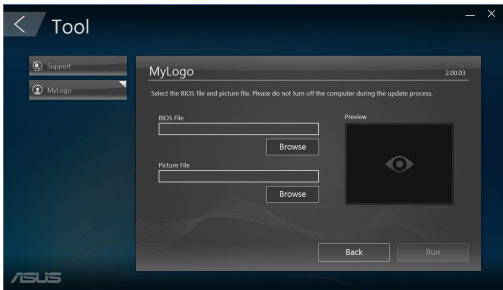 Tool
Support
MyLogo
MyLogo
2.00.03
Select the BIOS file and picture file. Please do not turn off the computer during the update process.
BIOS File
Preview
Browse
Picture File
Browse
Back
Run
ASUS